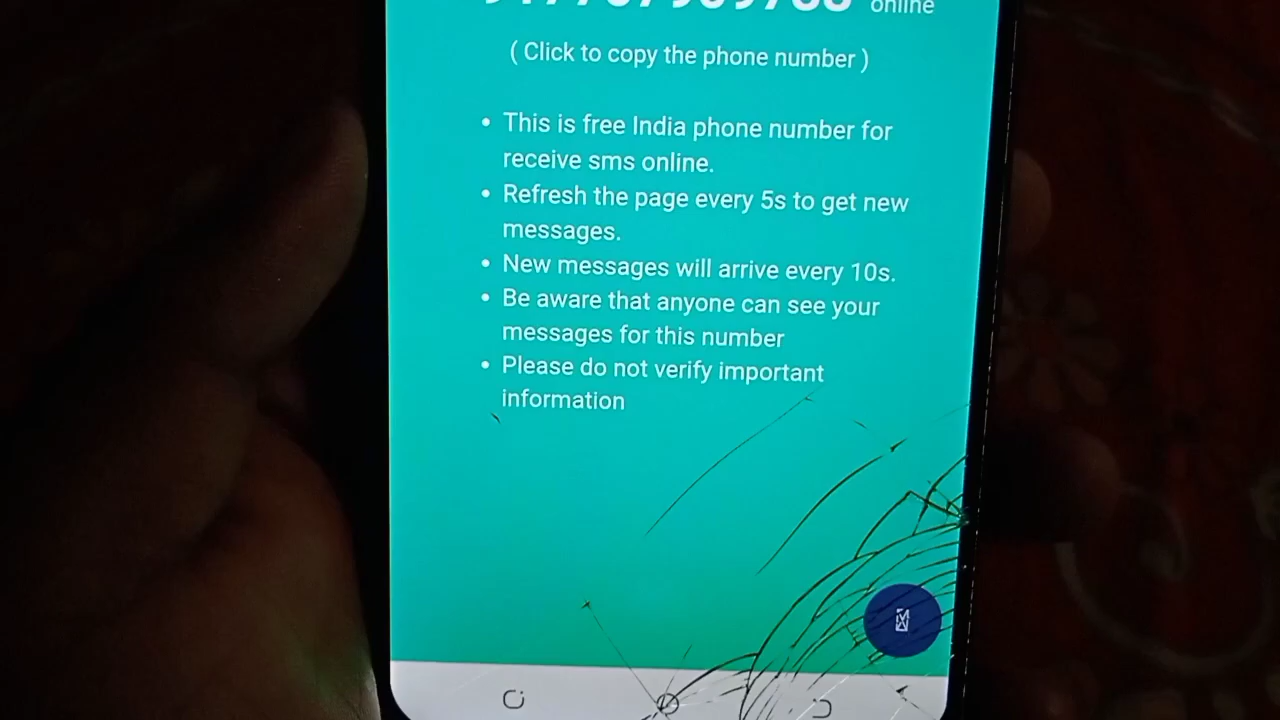 online
( Click to copy the phone number )
• This is free India phone number for
receive sms online.
• Refresh the page every 5s to get new
messages.
• New messages will arrive every 10s.
• Be aware that anyone can see your
messages for this number
• Please do not verify important
information